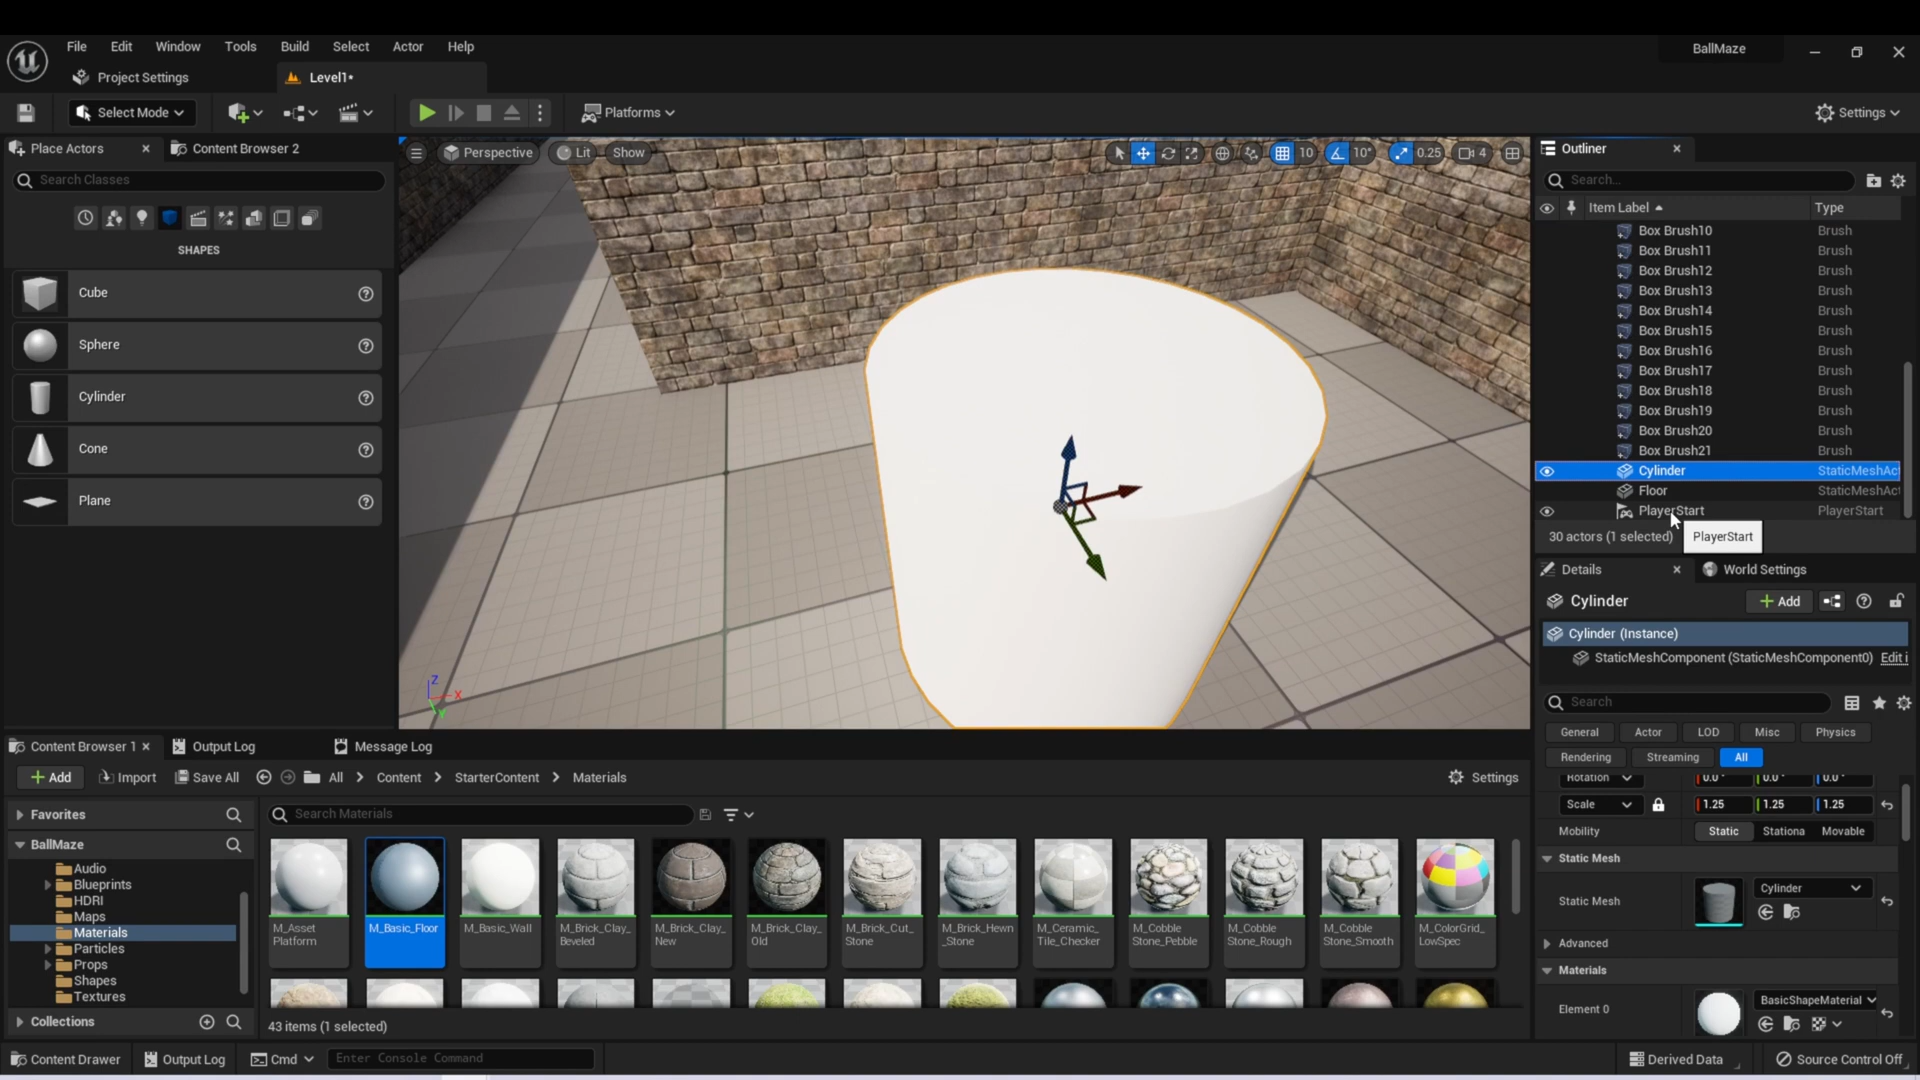 File Edit Window Tools Build Select Actor Help
BallMaze
Project Settings
Level1*
Select Mode
Platforms
Settings
Place Actors
Content Browser 2
Search Classes
SHAPES
Cube
Sphere
Cylinder
Cone
Plane
Perspective
Lit
Show
10
10°
0.25
4
Z
X
Y
Outliner
Search...
Item Label
Type
Box Brush10 Brush
Box Brush11 Brush
Box Brush12 Brush
Box Brush13 Brush
Box Brush14 Brush
Box Brush15 Brush
Box Brush16 Brush
Box Brush17 Brush
Box Brush18 Brush
Box Brush19 Brush
Box Brush20 Brush
Box Brush21 Brush
Cylinder StaticMeshAct
Floor StaticMeshAct
PlayerStart PlayerStart
30 actors (1 selected)
PlayerStart
Details
World Settings
Cylinder
Add
Cylinder (Instance)
StaticMeshComponent (StaticMeshComponent0) Edit i
Search
General Actor LOD Misc Physics
Rendering Streaming All
Rotation 0.0° 0.0° 0.0°
Scale 1.25 1.25 1.25
Mobility Static Stationa Movable
Static Mesh
Static Mesh
Cylinder
Advanced
Materials
Element 0
BasicShapeMaterial
Content Browser 1
Output Log
Message Log
Add
Import
Save All
All
Content
StarterContent
Materials
Settings
Favorites
BallMaze
Audio
Blueprints
HDRI
Maps
Materials
Particles
Props
Shapes
Textures
Collections
Search Materials
M_Asset
Platform
M_Basic_Floor
M_Basic_Wall
M_Brick_Clay_
Beveled
M_Brick_Clay_
New
M_Brick_Clay_
Old
M_Brick_Cut_
Stone
M_Brick_Hewn
_Stone
M_Ceramic_
Tile_Checker
M_Cobble
Stone_Pebble
M_Cobble
Stone_Rough
M_Cobble
Stone_Smooth
M_ColorGrid_
LowSpec
43 items (1 selected)
Content Drawer
Output Log
Cmd
Enter Console Command
Derived Data
Source Control Off